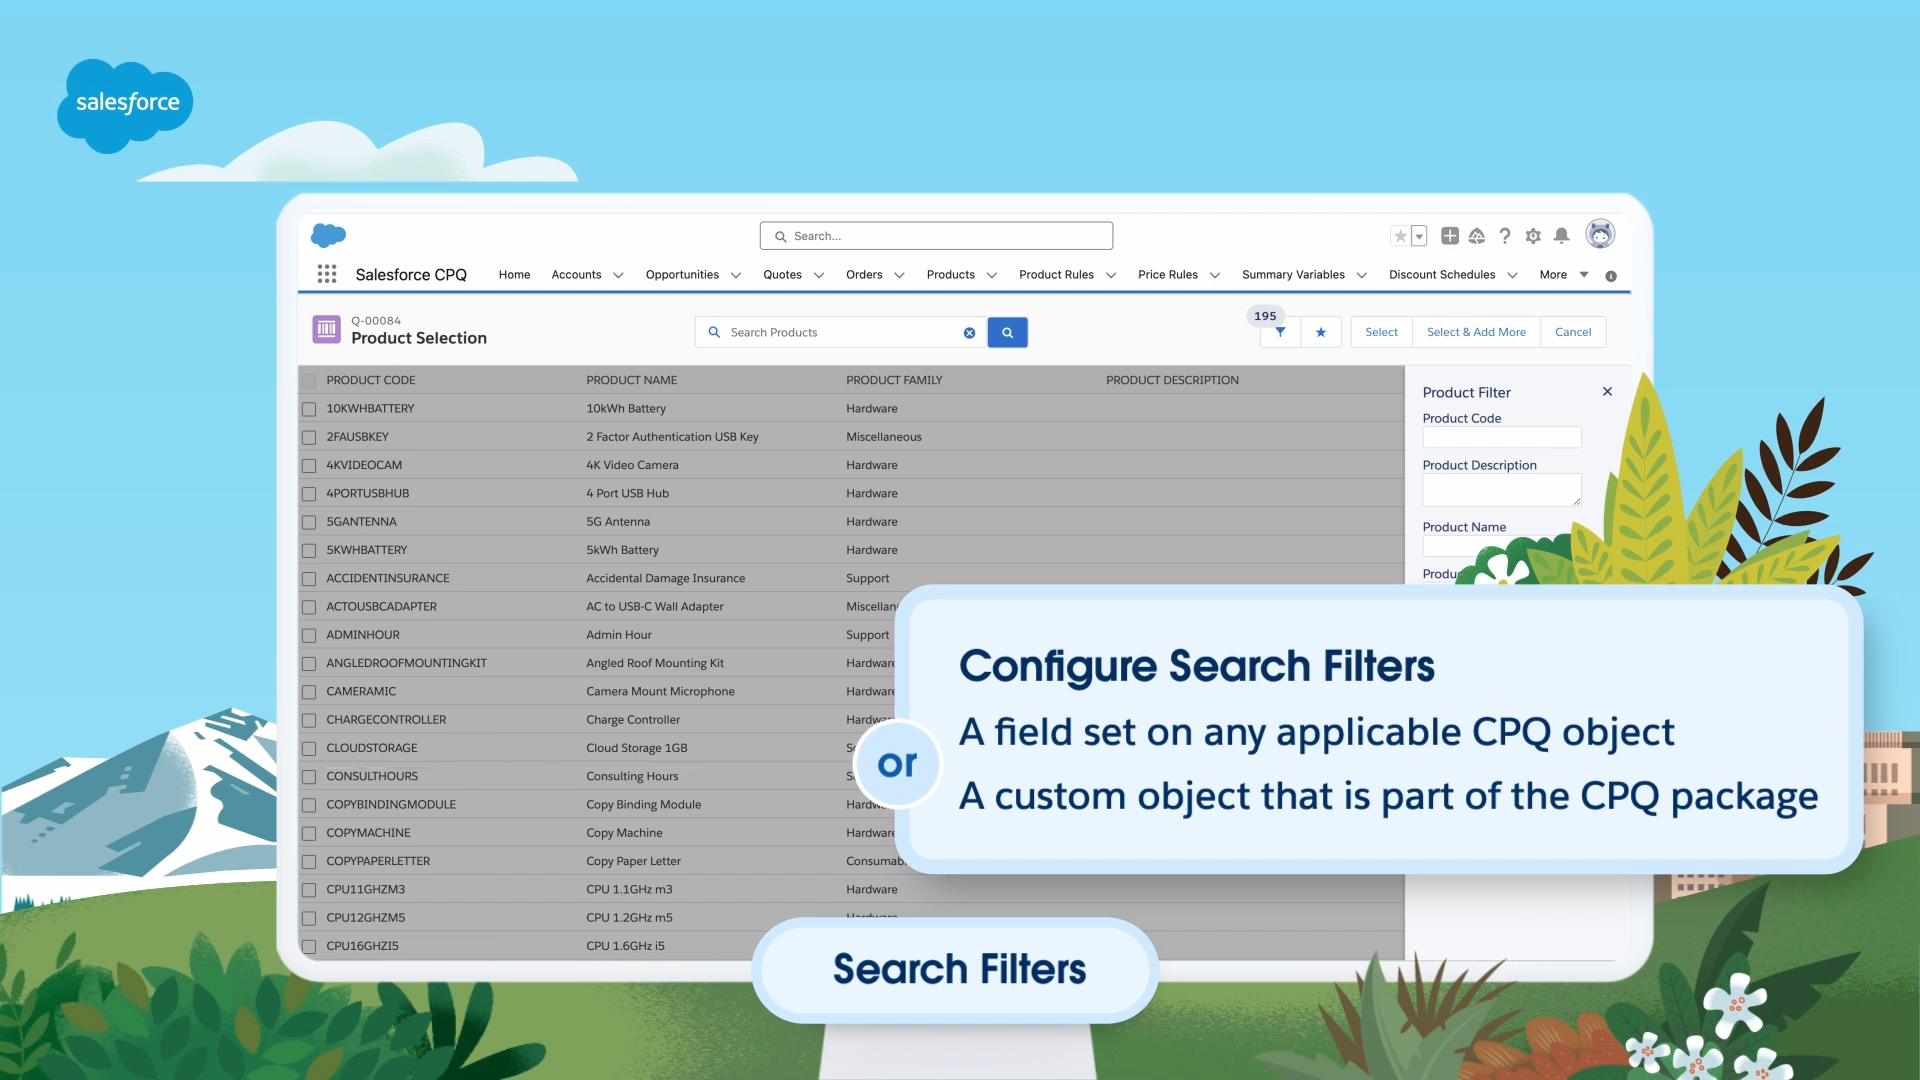 salesforce
Search...
Salesforce CPQ Home Accounts Opportunities Quotes Orders Products Product Rules Price Rules Summary Variables Discount Schedules More
Q-00084
Product Selection
Search Products
195
Select Select & Add More Cancel
PRODUCT CODE PRODUCT NAME PRODUCT FAMILY PRODUCT DESCRIPTION
10KWHBATTERY 10kWh Battery Hardware
2FAUSBKEY 2 Factor Authentication USB Key Miscellaneous
4KVIDEOCAM 4K Video Camera Hardware
4PORTUSBHUB 4 Port USB Hub Hardware
5GANTENNA 5G Antenna Hardware
5KWHBATTERY 5kWh Battery Hardware
ACCIDENTINSURANCE Accidental Damage Insurance Support
ACTOUSBCADAPTER AC to USB-C Wall Adapter Miscellan
ADMINHOUR Admin Hour Support
ANGLEDROOFMOUNTINGKIT Angled Roof Mounting Kit Hardware
CAMERAMIC Camera Mount Microphone Hardware
CHARGECONTROLLER Charge Controller Hardwa
CLOUDSTORAGE Cloud Storage 1GB
CONSULTHOURS Consulting Hours
COPYBINDINGMODULE Copy Binding Module Hardw
COPYMACHINE Copy Machine Hardware
COPYPAPERLETTER Copy Paper Letter Consumab
CPU11GHZM3 CPU 1.1GHz m3 Hardware
CPU12GHZM5 CPU 1.2GHz m5 Hardware
CPU16GHZI5 CPU 1.6GHz i5
Product Filter
Product Code
Product Description
Product Name
Produ
Configure Search Filters
A field set on any applicable CPQ object
or
A custom object that is part of the CPQ package
Search Filters